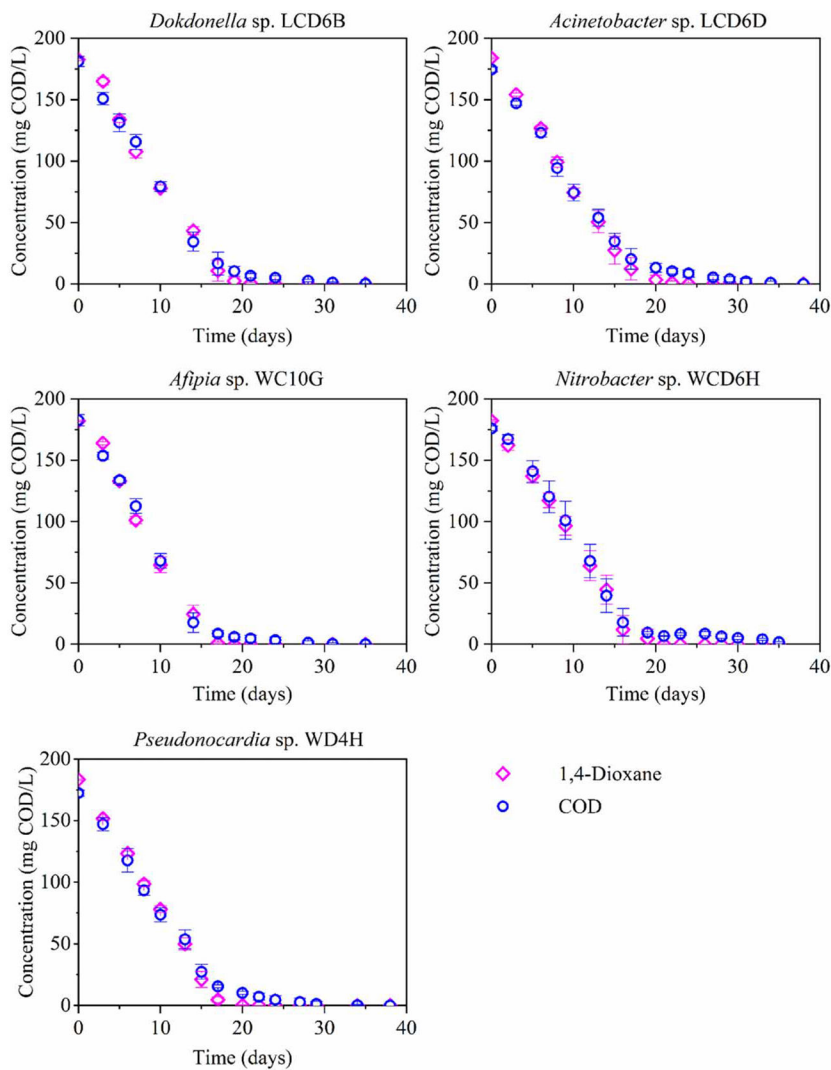 Dokdonella sp. LCD6B
Acinetobacter sp. LCD6D
200
150
100
50
0
Concentration (mg COD/L)
0 10 20 30 40
Time (days)
200
150
100
50
0
Concentration (mg COD/L)
0 10 20 30 40
Time (days)
Afipia sp. WC10G
Nitrobacter sp. WCD6H
200
150
100
50
0
Concentration (mg COD/L)
0 10 20 30 40
Time (days)
200
150
100
50
0
Concentration (mg COD/L)
0 10 20 30 40
Time (days)
Pseudonocardia sp. WD4H
200
150
100
50
0
Concentration (mg COD/L)
0 10 20 30 40
Time (days)
1,4-Dioxane
COD